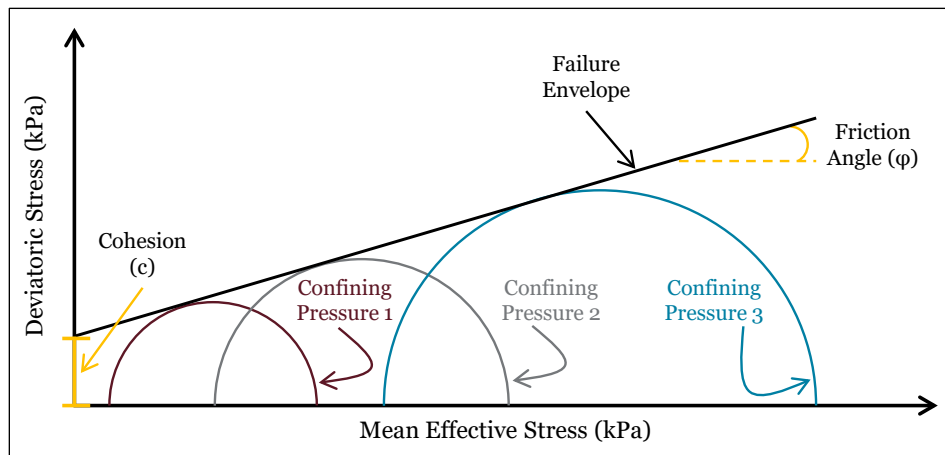 Failure
Envelope
Friction
Angle (φ)
Deviatoric Stress (kPa)
Cohesion
(c)
Confining
Pressure 1
Confining
Pressure 2
Confining
Pressure 3
Mean Effective Stress (kPa)